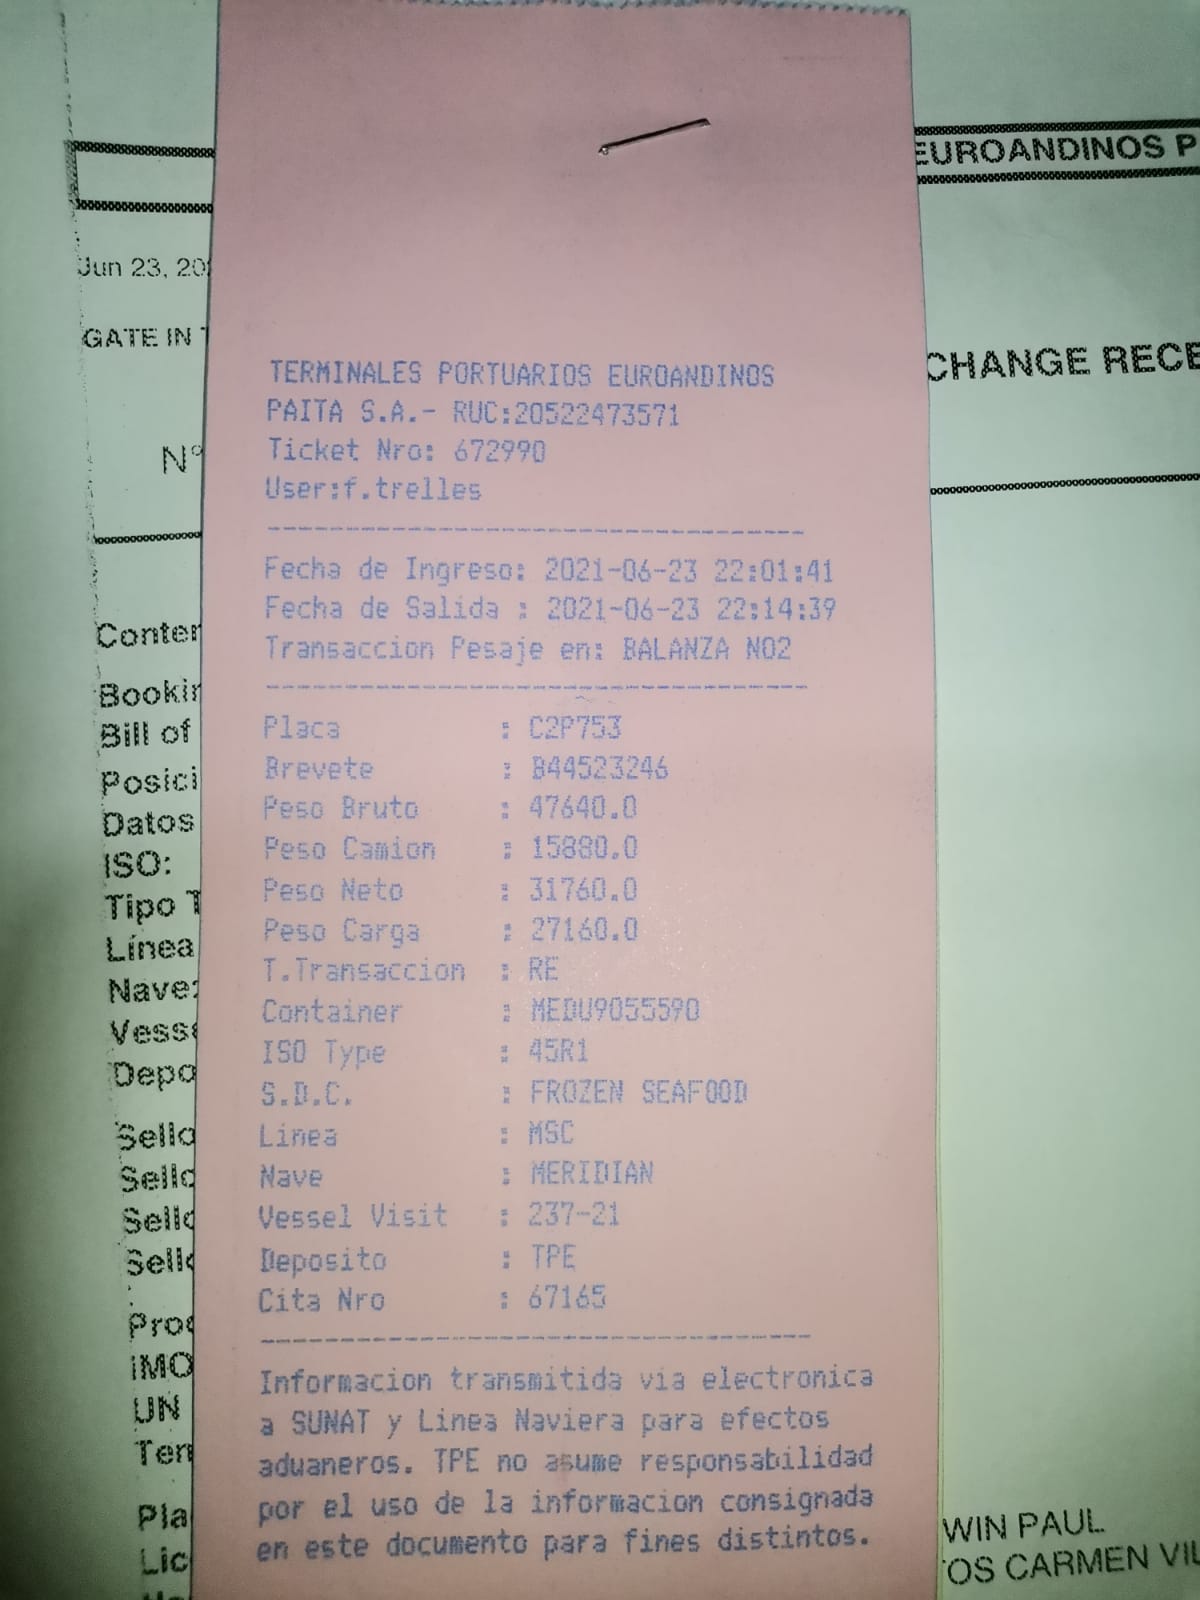 EUROANDINOS P
Jun 23, 20
GATE IN T
CHANGE RECE
N°
TERMINALES PORTUARIOS EUROANDINOS
PAITA S.A.- RUC:20522473571
Ticket Nro: 672990
User:f.trelles
Fecha de Ingreso: 2021-06-23 22:01:41
Fecha de Salida : 2021-06-23 22:14:39
Transaccion Pesaje en: BALANZA NO2
Placa : C2P753
Brevete : B44523246
Peso Bruto : 47640.0
Peso Camion : 15880.0
Peso Neto : 31760.0
Peso Carga : 27160.0
T.Transaccion : RE
Container : MEDU9055590
ISO Type : 45R1
S.D.C. : FROZEN SEAFOOD
Linea : MSC
Nave : MERIDIAN
Vessel Visit : 237-21
Deposito : TPE
Cita Nro : 67165
Informacion transmitida via electronica
a SUNAT y Linea Naviera para efectos
aduaneros. TPE no asume responsabilidad
por el uso de la informacion consignada
en este documento para fines distintos.
Conter
Bookin
Bill of
Posici
Datos
ISO:
Tipo T
Línea
Nave:
Vesse
Depo
Sello
Sello
Sello
Sello
Prod
IMO
UN
Tem
Pla
Lic
WIN PAUL
TOS CARMEN VIL